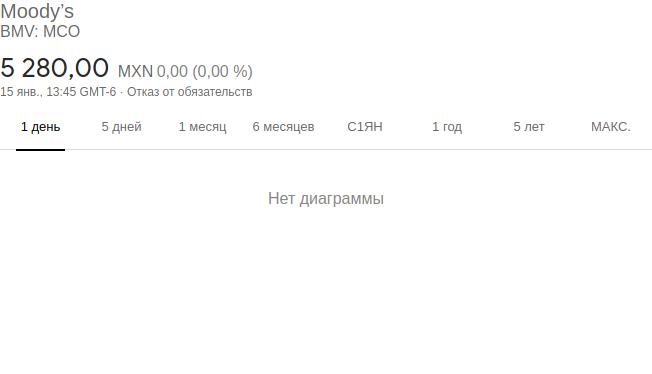 Moody’s
BMV: MCO
5 280,00 MXN 0,00 (0,00 %)
15 янв., 13:45 GMT-6 · Отказ от обязательств
1 день 5 дней 1 месяц 6 месяцев С1ЯН 1 год 5 лет МАКС.
Нет диаграммы